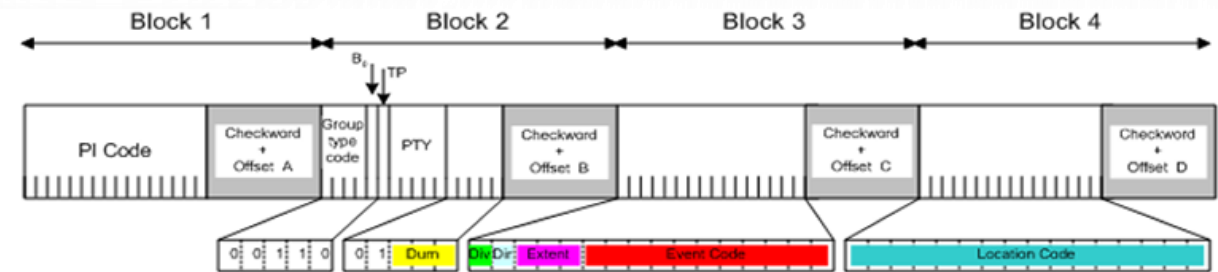 Block 1 Block 2 Block 3 Block 4
B₀ TP
PI Code
Checkword
+
Offset A
Group
type
code
PTY
Checkword
+
Offset B
Checkword
+
Offset C
Checkword
+
Offset D
0 0 1 1 0
0 1 Durn
Div Dir Extent Event Code
Location Code